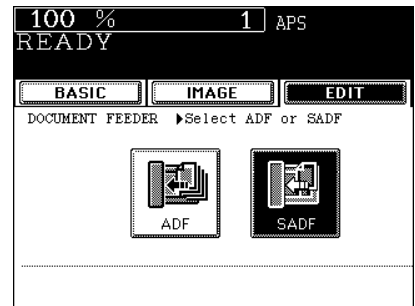 100 % 1 APS
READY
BASIC IMAGE EDIT
DOCUMENT FEEDER ▶Select ADF or SADF
ADF SADF